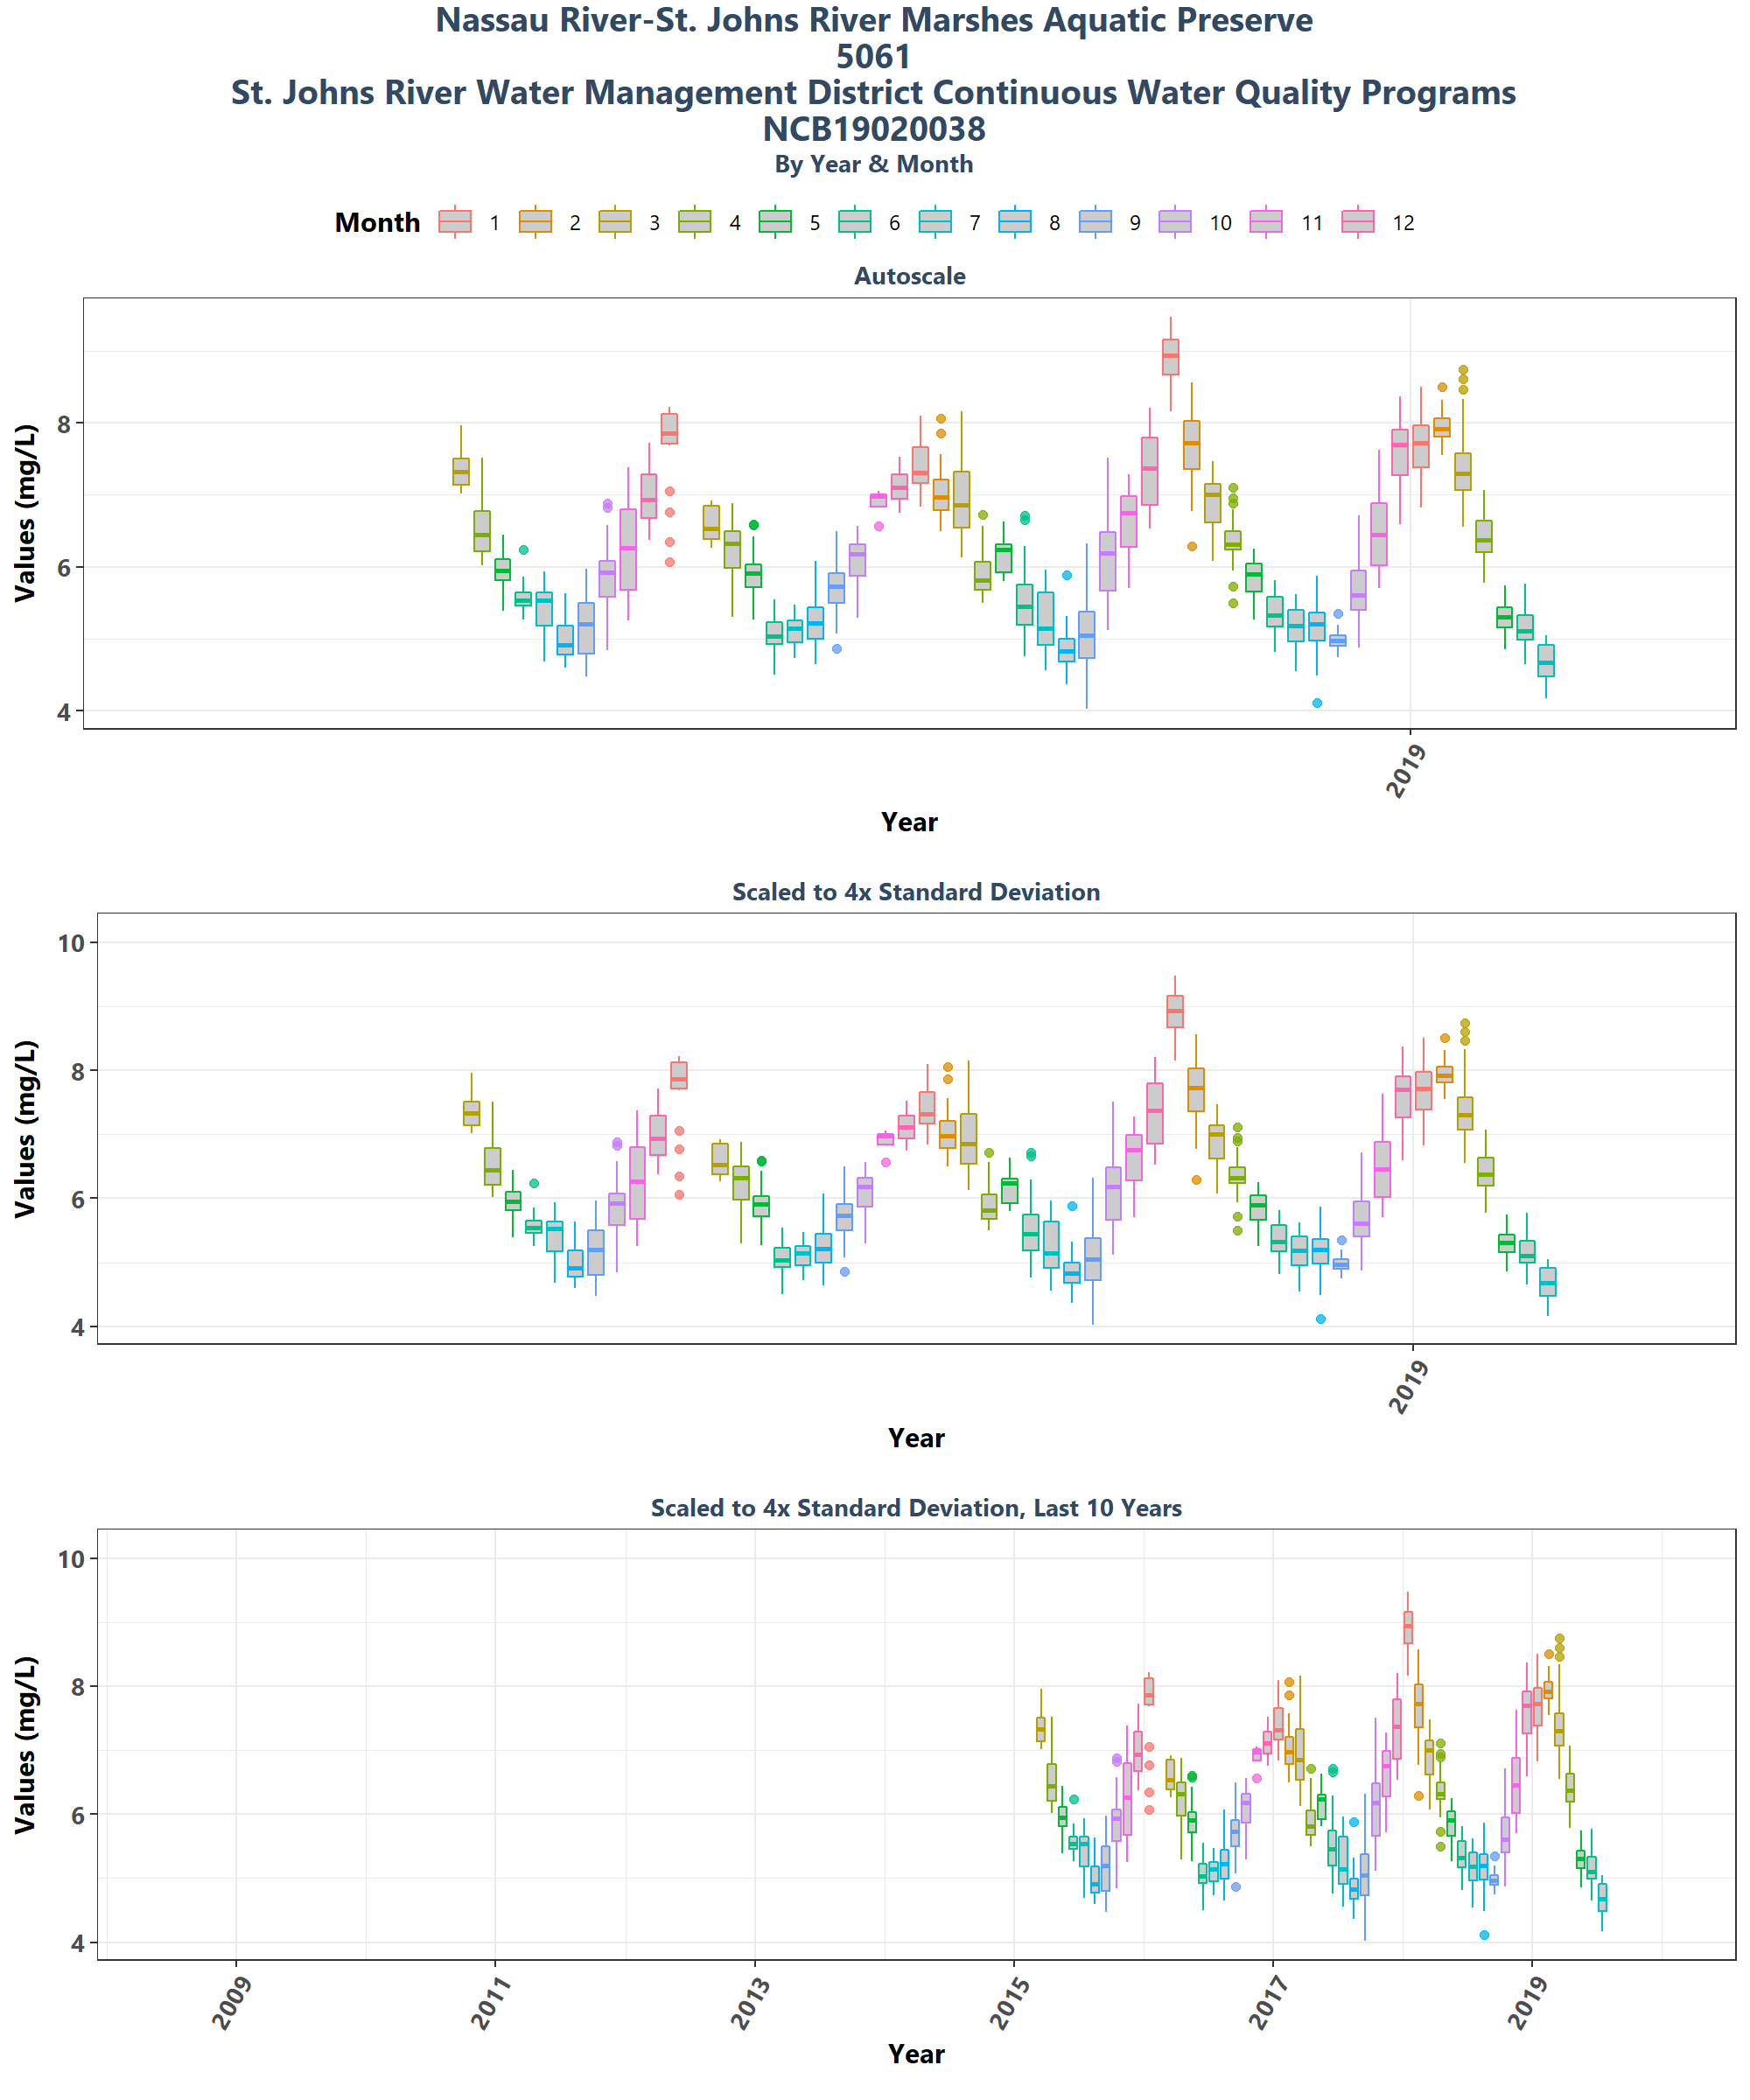 Nassau River-St. Johns River Marshes Aquatic Preserve
5061
St. Johns River Water Management District Continuous Water Quality Programs
NCB19020038
By Year & Month
Month 1 2 3 4 5 6 7 8 9 10 11 12
Autoscale
Values (mg/L)
8
6
4
2019
Year
Scaled to 4x Standard Deviation
Values (mg/L)
10
8
6
4
2019
Year
Scaled to 4x Standard Deviation, Last 10 Years
Values (mg/L)
10
8
6
4
2009 2011 2013 2015 2017 2019
Year